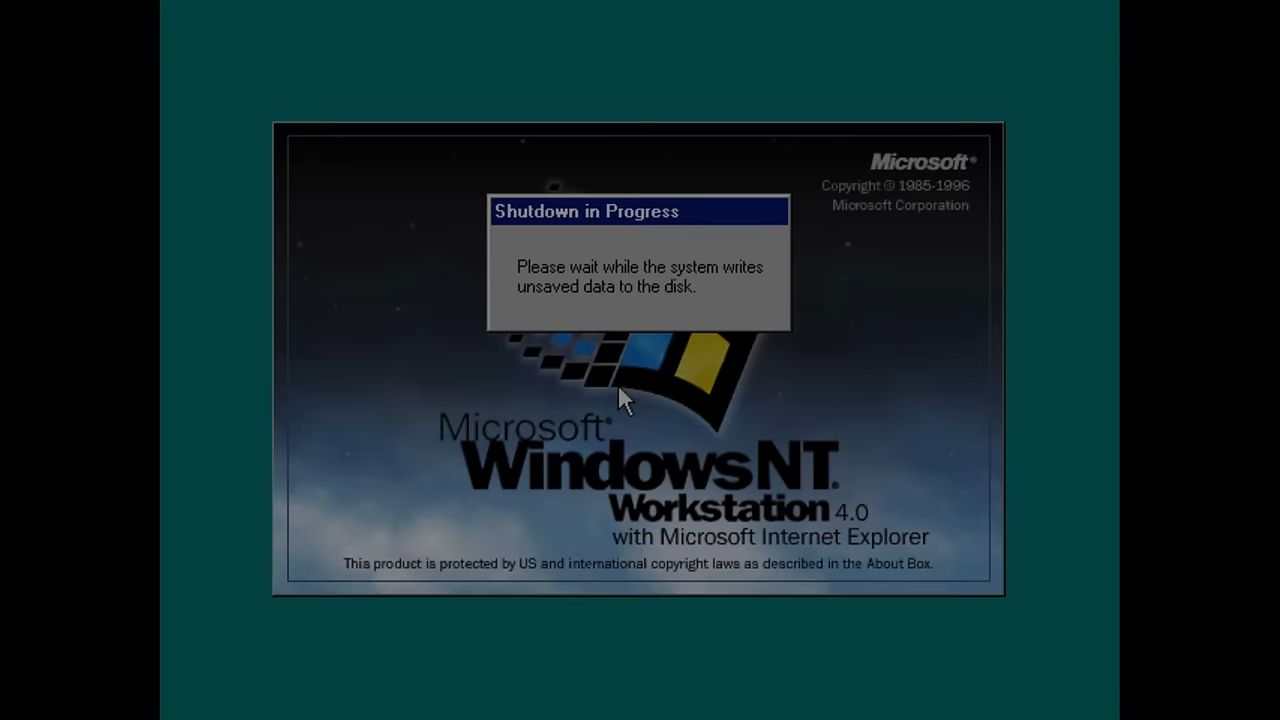 Microsoft®
Copyright © 1985-1996
Microsoft Corporation
Shutdown in Progress
Please wait while the system writes
unsaved data to the disk.
Microsoft®
WindowsNT®
Workstation 4.0
with Microsoft Internet Explorer
This product is protected by US and international copyright laws as described in the About Box.